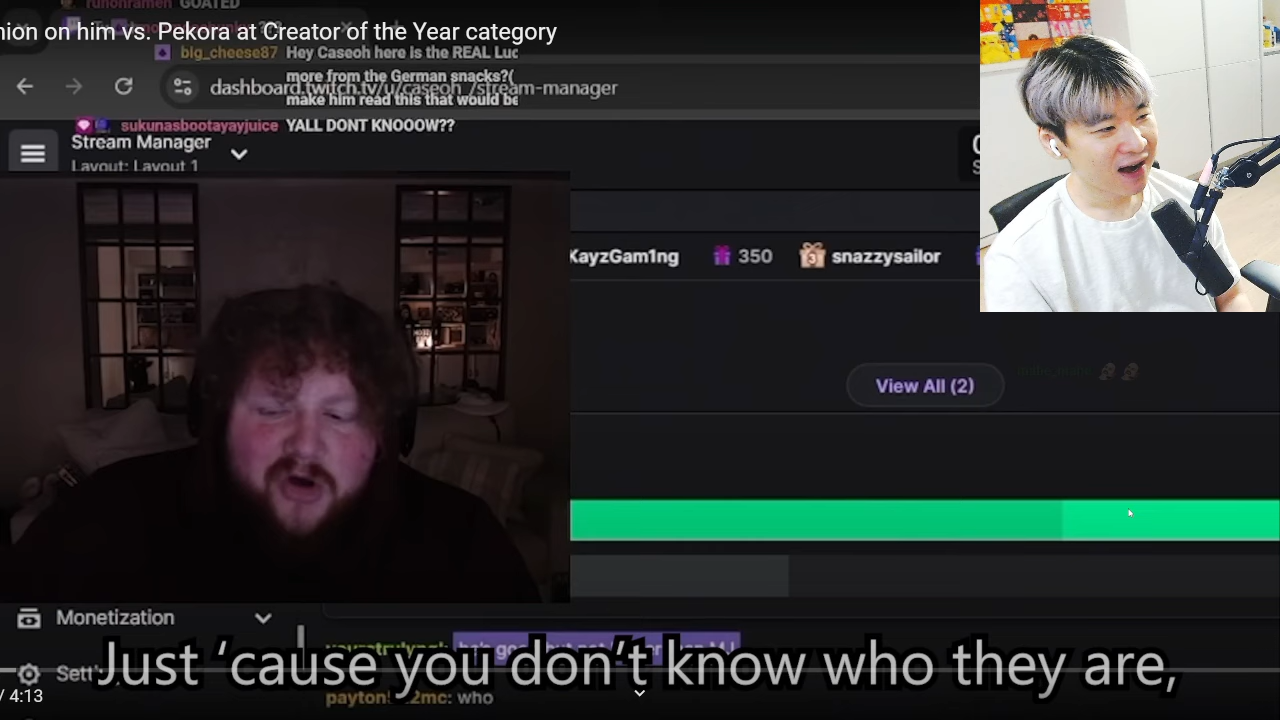 runonramen GOATED
nion on him vs. Pekora at Creator of the Year category
big_cheese87 Hey Caseoh here is the REAL Luc
more from the German snacks?(
dashboard.twitch.tv/u/caseoh_/stream-manager
make him read this that would be
sukunasbootayayjuice YALL DONT KNOOOW??
Stream Manager
Layout: Layout 1
KayzGam1ng 350 snazzysailor
View All (2)
Monetization
Just ‘cause you don’t know who they are,
/ 4:13
who